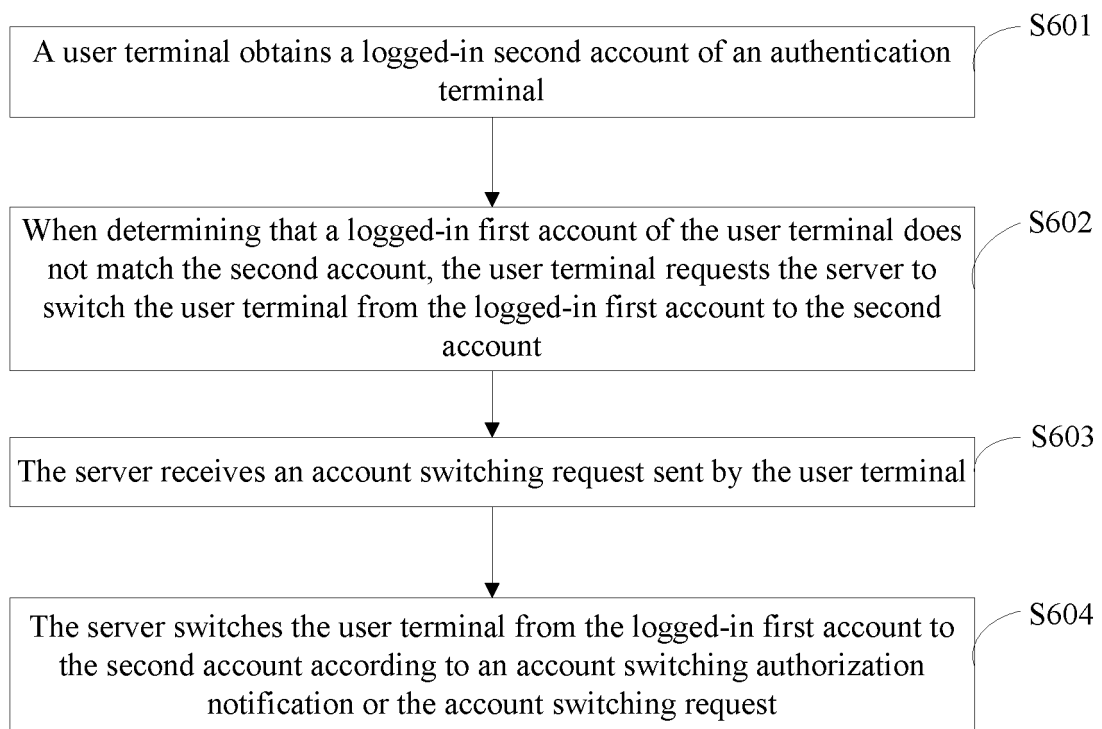 S601
A user terminal obtains a logged-in second account of an authentication
terminal
S602
When determining that a logged-in first account of the user terminal does
not match the second account, the user terminal requests the server to
switch the user terminal from the logged-in first account to the second
account
S603
The server receives an account switching request sent by the user terminal
S604
The server switches the user terminal from the logged-in first account to
the second account according to an account switching authorization
notification or the account switching request